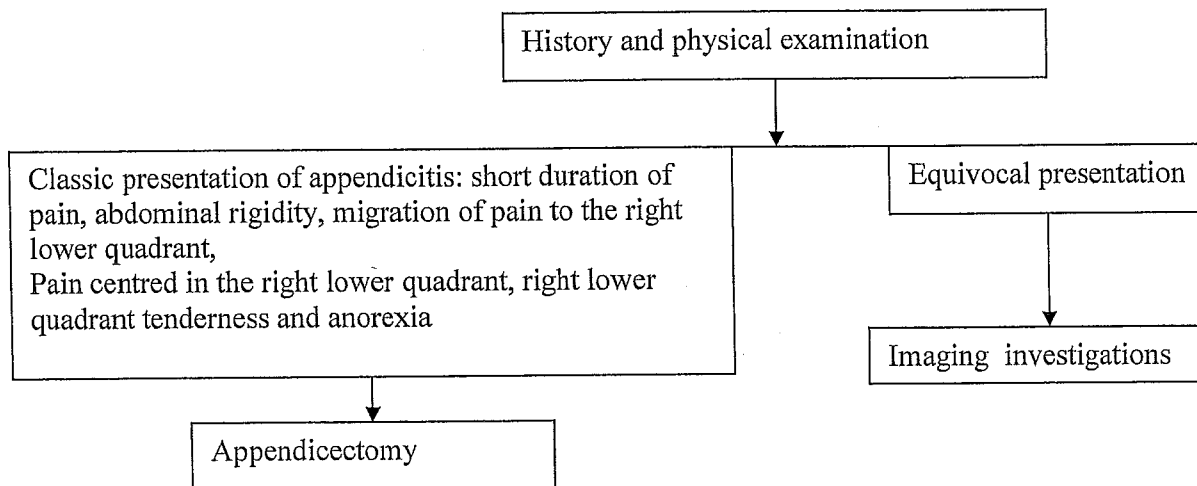 History and physical examination
Classic presentation of appendicitis: short duration of
pain, abdominal rigidity, migration of pain to the right
lower quadrant,
Pain centred in the right lower quadrant, right lower
quadrant tenderness and anorexia
Equivocal presentation
Imaging investigations
Appendicectomy